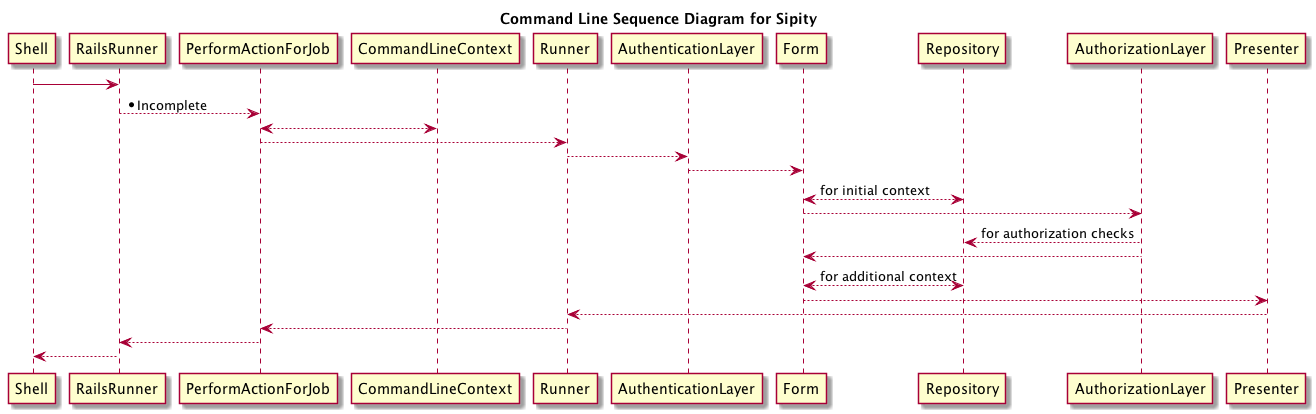 Command Line Sequence Diagram for Sipity
Shell RailsRunner PerformActionForJob CommandLineContext Runner AuthenticationLayer Form Repository AuthorizationLayer Presenter
Incomplete
for initial context
for authorization checks
for additional context
Shell RailsRunner PerformActionForJob CommandLineContext Runner AuthenticationLayer Form Repository AuthorizationLayer Presenter